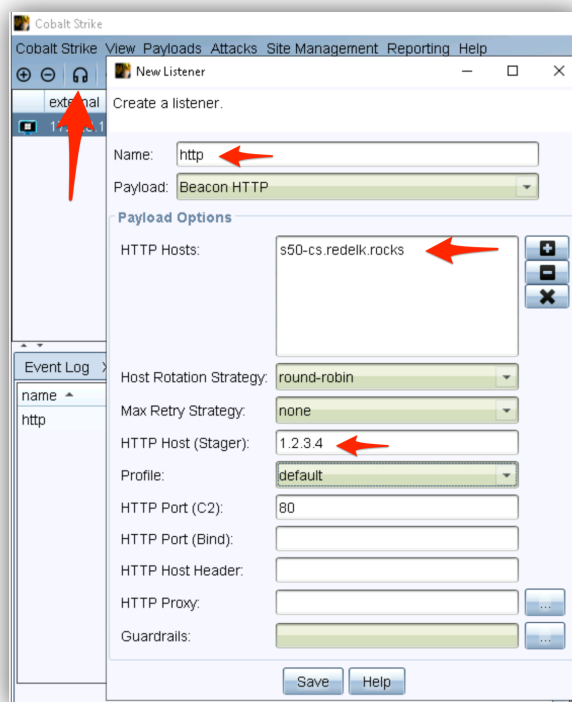 Cobalt Strike
Cobalt Strike View Payloads Attacks Site Management Reporting Help
New Listener
external
Create a listener.
Name: http
Payload: Beacon HTTP
Payload Options
HTTP Hosts: s50-cs.redelk.rocks
Event Log X
name
http
Host Rotation Strategy: round-robin
Max Retry Strategy: none
HTTP Host (Stager): 1.2.3.4
Profile: default
HTTP Port (C2): 80
HTTP Port (Bind):
HTTP Host Header:
HTTP Proxy: ...
Guardrails: ...
Save Help